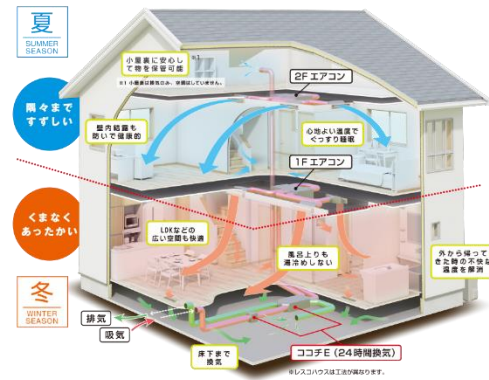 夏
SUMMER
SEASON
隅々まで
すずしい
小屋裏に安心し
て物を保管可能
※1
※1 小屋裏は換気のみ、空調はしていません。
2F エアコン
壁内結露も
防いで健康的
心地よい温度で
ぐっすり睡眠
1F エアコン
くまなく
あったかい
LDKなどの
広い空間も快適
風呂上りも
湯冷めしない
外から帰って
きた時の不快な
温度を解消
冬
WINTER
SEASON
排気
吸気
床下まで
換気
ココチE（24時間換気）
※レスコハウスは工法が異なります。